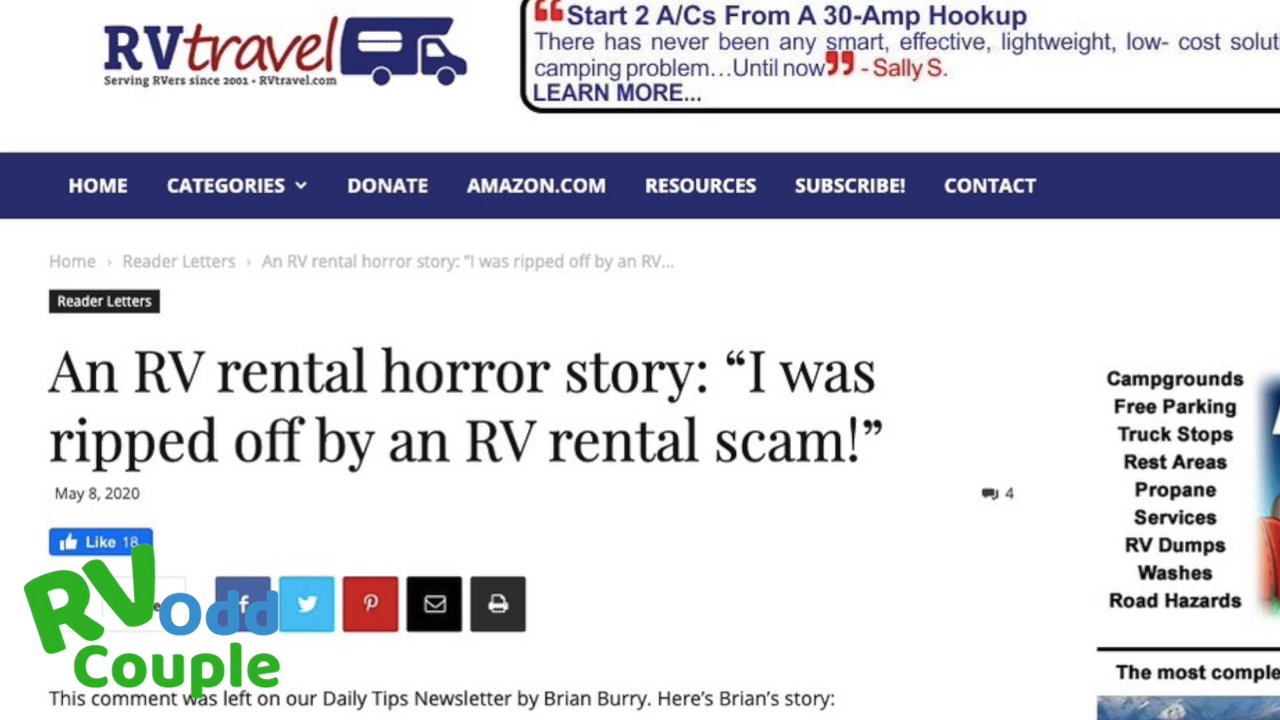 RVtravel
Serving RVers since 2001 • RVtravel.com
“Start 2 A/Cs From A 30-Amp Hookup
There has never been any smart, effective, lightweight, low- cost solut
camping problem…Until now” - Sally S.
LEARN MORE...
HOME CATEGORIES DONATE AMAZON.COM RESOURCES SUBSCRIBE! CONTACT
Home › Reader Letters › An RV rental horror story: “I was ripped off by an RV...
Reader Letters
An RV rental horror story: “I was
ripped off by an RV rental scam!”
May 8, 2020
4
Like 18
RVodd
Couple
This comment was left on our Daily Tips Newsletter by Brian Burry. Here’s Brian’s story:
Campgrounds
Free Parking
Truck Stops
Rest Areas
Propane
Services
RV Dumps
Washes
Road Hazards
The most comple